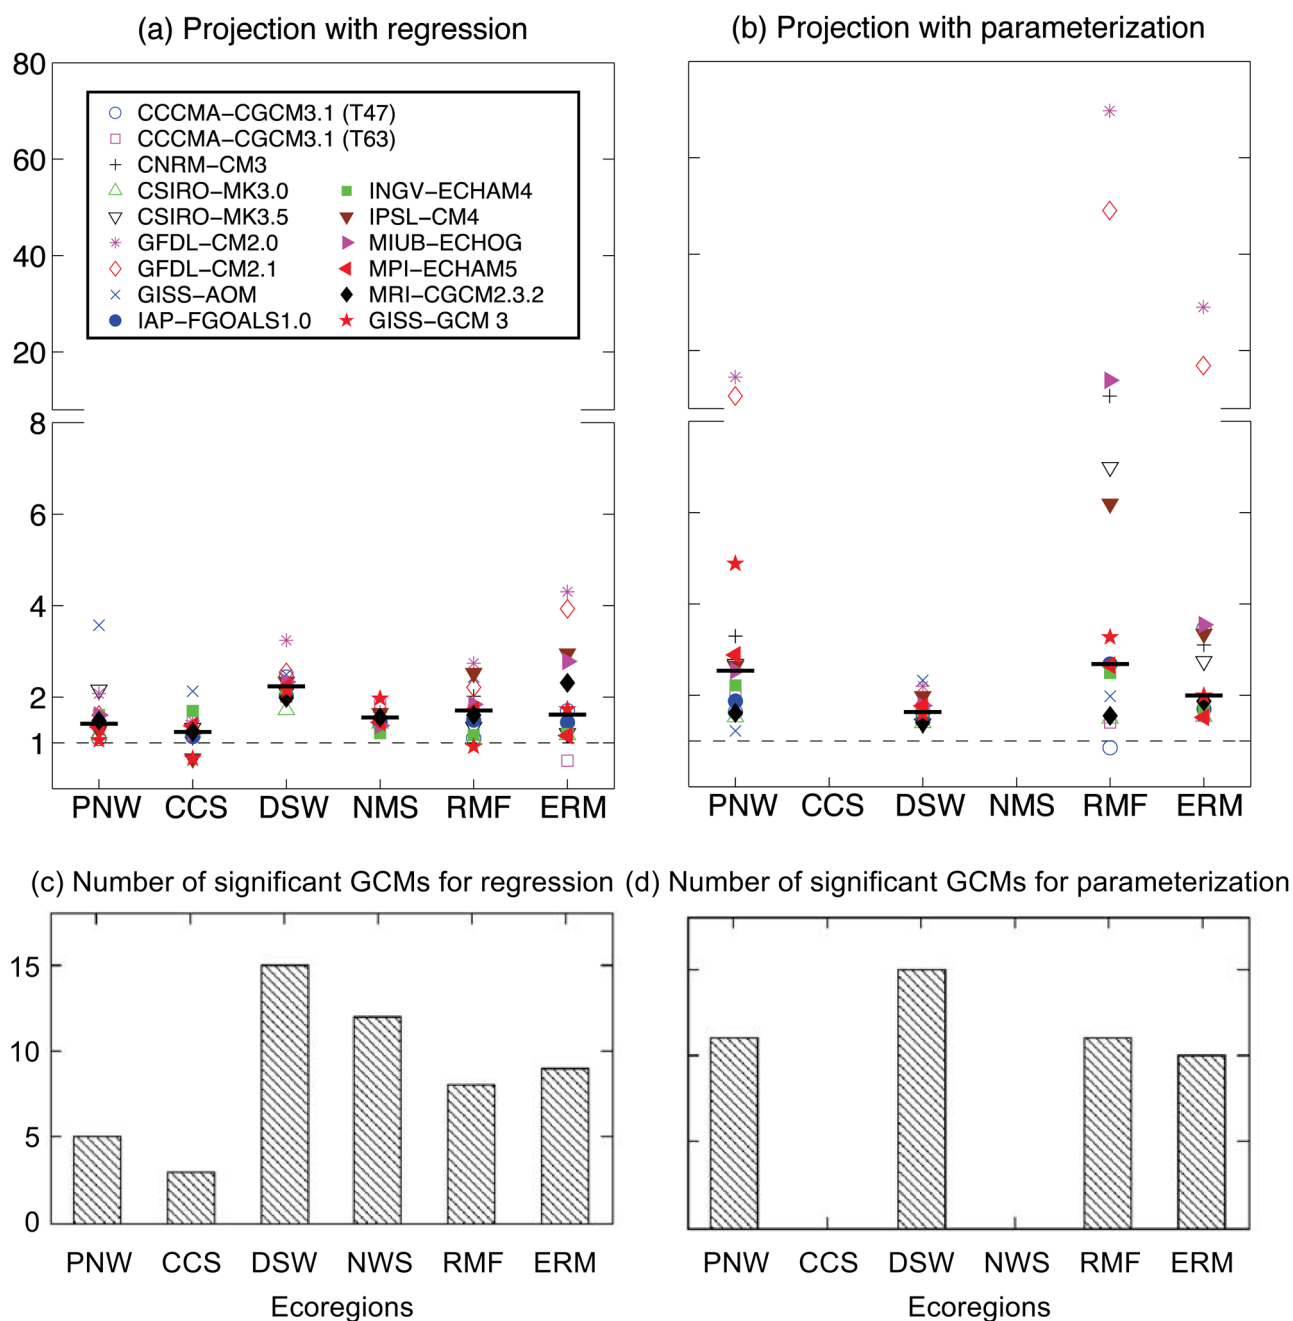 (a) Projection with regression
(b) Projection with parameterization
80
60
40
20
8
6
4
2
1
CCCMA−CGCM3.1 (T47)
CCCMA−CGCM3.1 (T63)
CNRM−CM3
CSIRO−MK3.0
CSIRO−MK3.5
GFDL−CM2.0
GFDL−CM2.1
GISS−AOM
IAP−FGOALS1.0
INGV−ECHAM4
IPSL−CM4
MIUB−ECHOG
MPI−ECHAM5
MRI−CGCM2.3.2
GISS−GCM 3
PNW CCS DSW NMS RMF ERM
PNW CCS DSW NMS RMF ERM
(c) Number of significant GCMs for regression
(d) Number of significant GCMs for parameterization
15
10
5
0
PNW CCS DSW NWS RMF ERM
Ecoregions
PNW CCS DSW NWS RMF ERM
Ecoregions